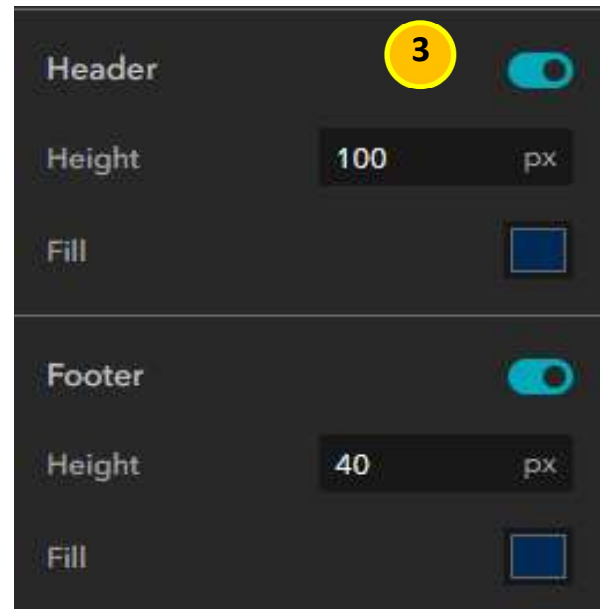 Header 3
Height 100 px
Fill
Footer
Height 40 px
Fill